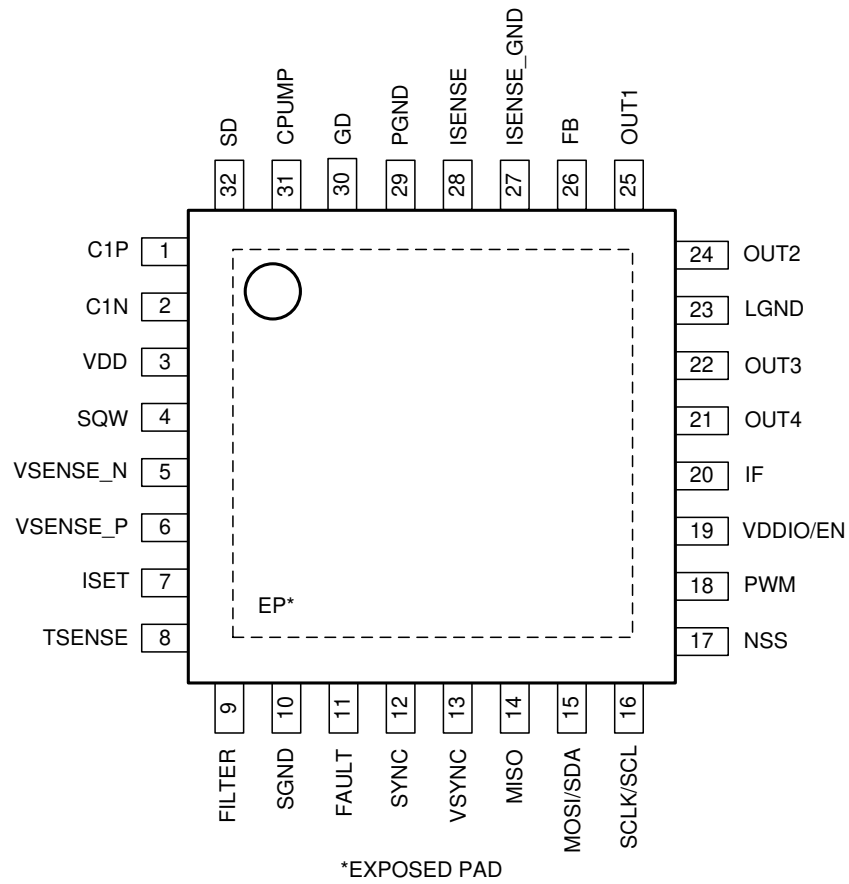 SD
CPUMP
GD
PGND
ISENSE
ISENSE_GND
FB
OUT1
32
31
30
29
28
27
26
25
C1P 1
C1N 2
VDD 3
SQW 4
VSENSE_N 5
VSENSE_P 6
ISET 7
TSENSE 8
24 OUT2
23 LGND
22 OUT3
21 OUT4
20 IF
19 VDDIO/EN
18 PWM
17 NSS
EP*
9
10
11
12
13
14
15
16
FILTER
SGND
FAULT
SYNC
VSYNC
MISO
MOSI/SDA
SCLK/SCL
*EXPOSED PAD